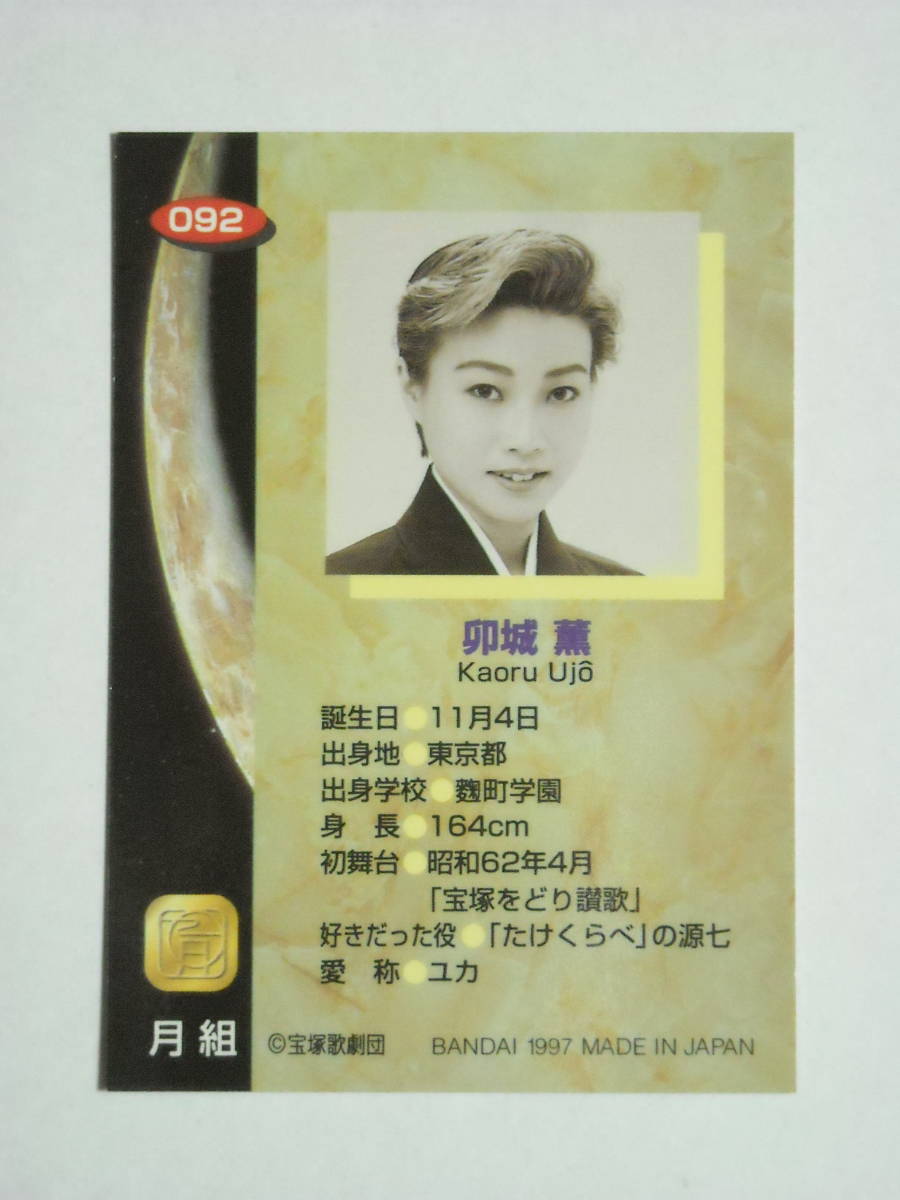 092
卯城 薫
Kaoru Ujô
誕生日●11月4日
出身地●東京都
出身学校●麴町学園
身　長●164cm
初舞台●昭和62年4月
「宝塚をどり讃歌」
好きだった役●「たけくらべ」の源七
愛　称●ユカ
月組
©宝塚歌劇団 BANDAI 1997 MADE IN JAPAN